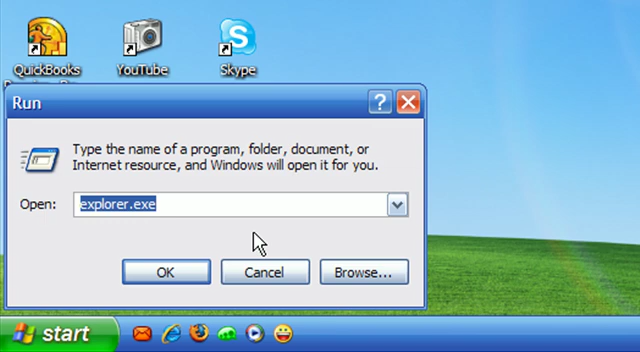 QuickBooks
YouTube
Skype
Run
Type the name of a program, folder, document, or
Internet resource, and Windows will open it for you.
Open:
explorer.exe
OK
Cancel
Browse...
start